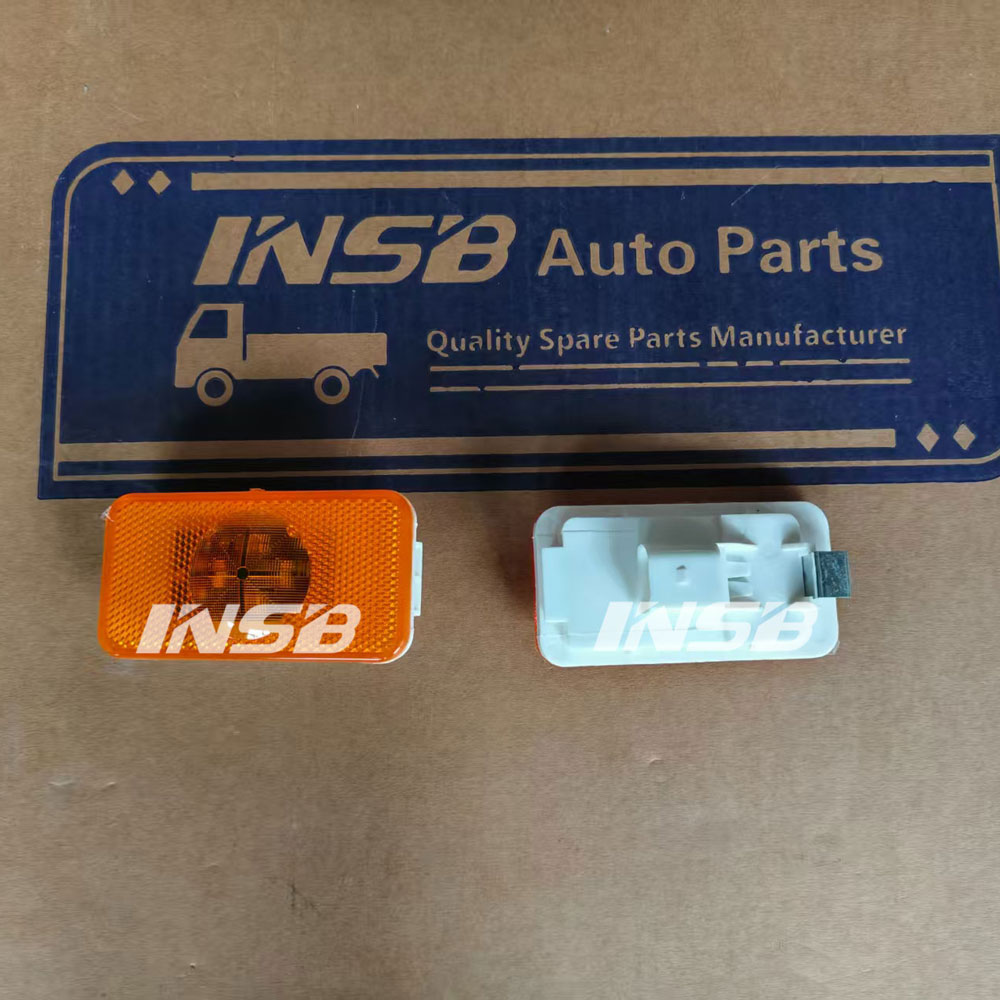 INSB Auto Parts
Quality Spare Parts Manufacturer
INSB INSB